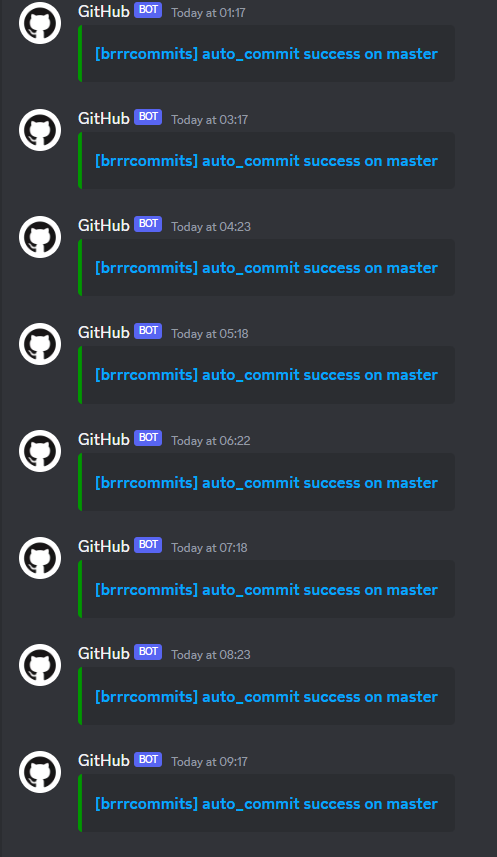 GitHub BOT Today at 01:17
[brrrcommits] auto_commit success on master
GitHub BOT Today at 03:17
[brrrcommits] auto_commit success on master
GitHub BOT Today at 04:23
[brrrcommits] auto_commit success on master
GitHub BOT Today at 05:18
[brrrcommits] auto_commit success on master
GitHub BOT Today at 06:22
[brrrcommits] auto_commit success on master
GitHub BOT Today at 07:18
[brrrcommits] auto_commit success on master
GitHub BOT Today at 08:23
[brrrcommits] auto_commit success on master
GitHub BOT Today at 09:17
[brrrcommits] auto_commit success on master